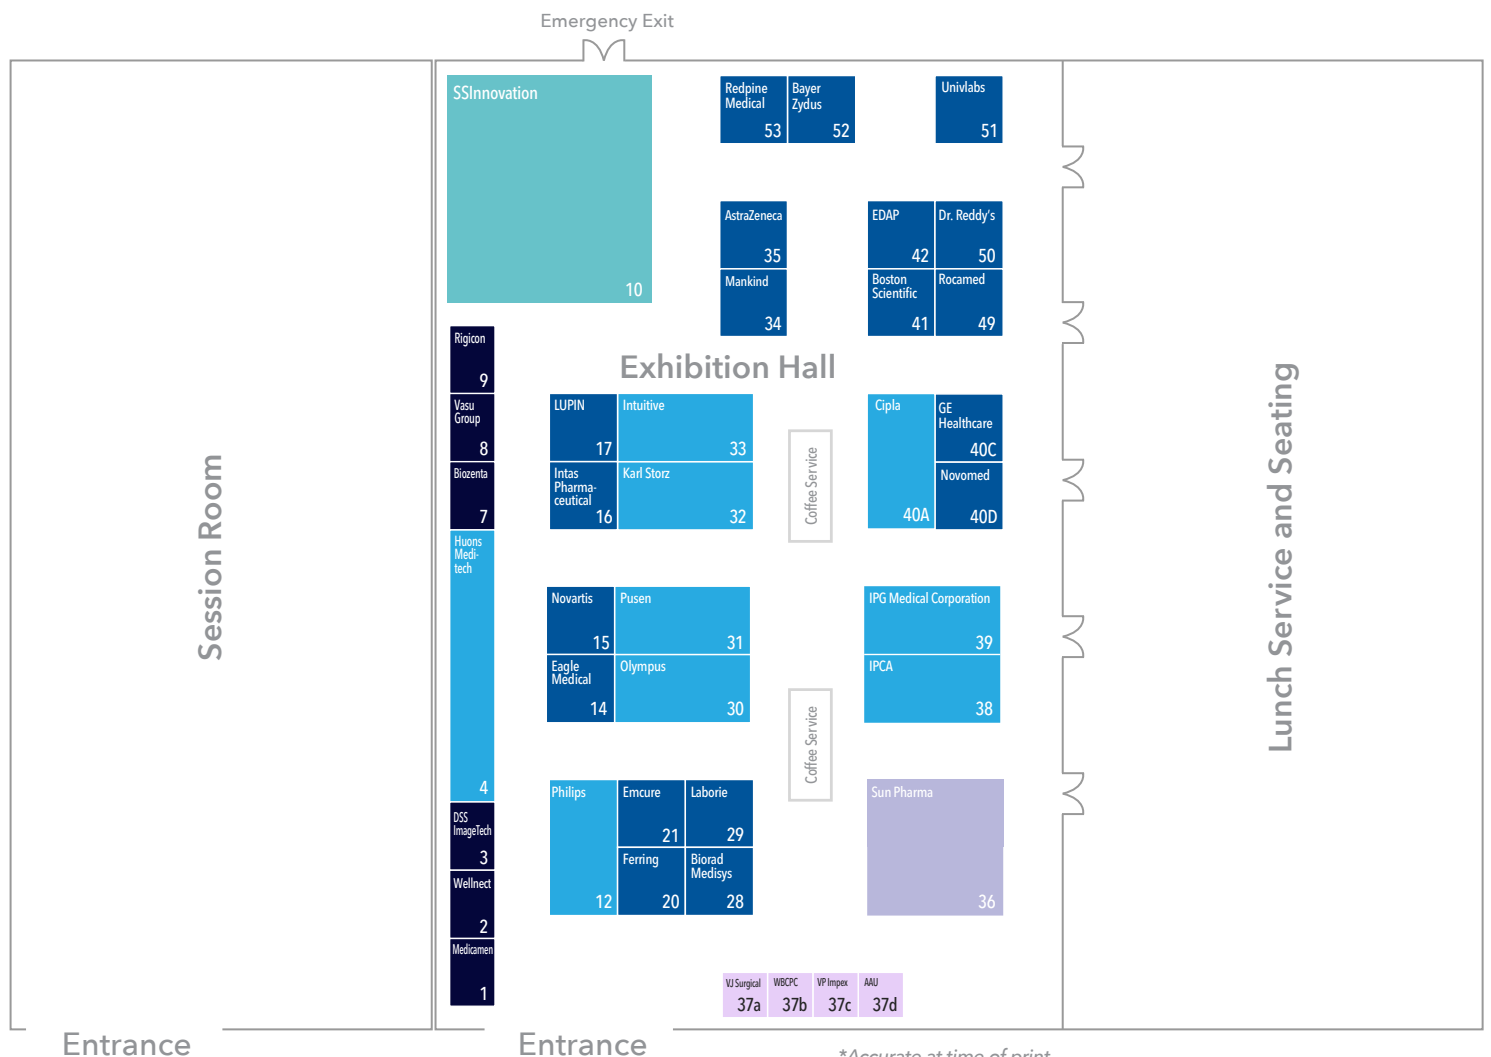 Emergency Exit
SSInnovation
10
Redpine
Medical
53
Bayer
Zydus
52
Univlabs
51
AstraZeneca
35
Mankind
34
EDAP
42
Dr. Reddy's
50
Boston
Scientific
41
Rocamed
49
Exhibition Hall
Rigicon
9
Vasu
Group
8
Biozenta
7
Huons
Medi-
tech
4
DSS
ImageTech
3
Wellnect
2
Medicamen
1
LUPIN
17
Intuitive
33
Intas
Pharma-
ceutical
16
Karl Storz
32
Coffee Service
Cipla
40A
GE
Healthcare
40C
Novomed
40D
Novartis
15
Pusen
31
Eagle
Medical
14
Olympus
30
IPG Medical Corporation
39
IPCA
38
Coffee Service
Philips
12
Emcure
21
Laborie
29
Ferring
20
Biorad
Medisys
28
Sun Pharma
36
VJ Surgical
37a
WBCPC
37b
VP Impex
37c
AAU
37d
Session Room
Lunch Service and Seating
Entrance
Entrance
*Accurate at time of print